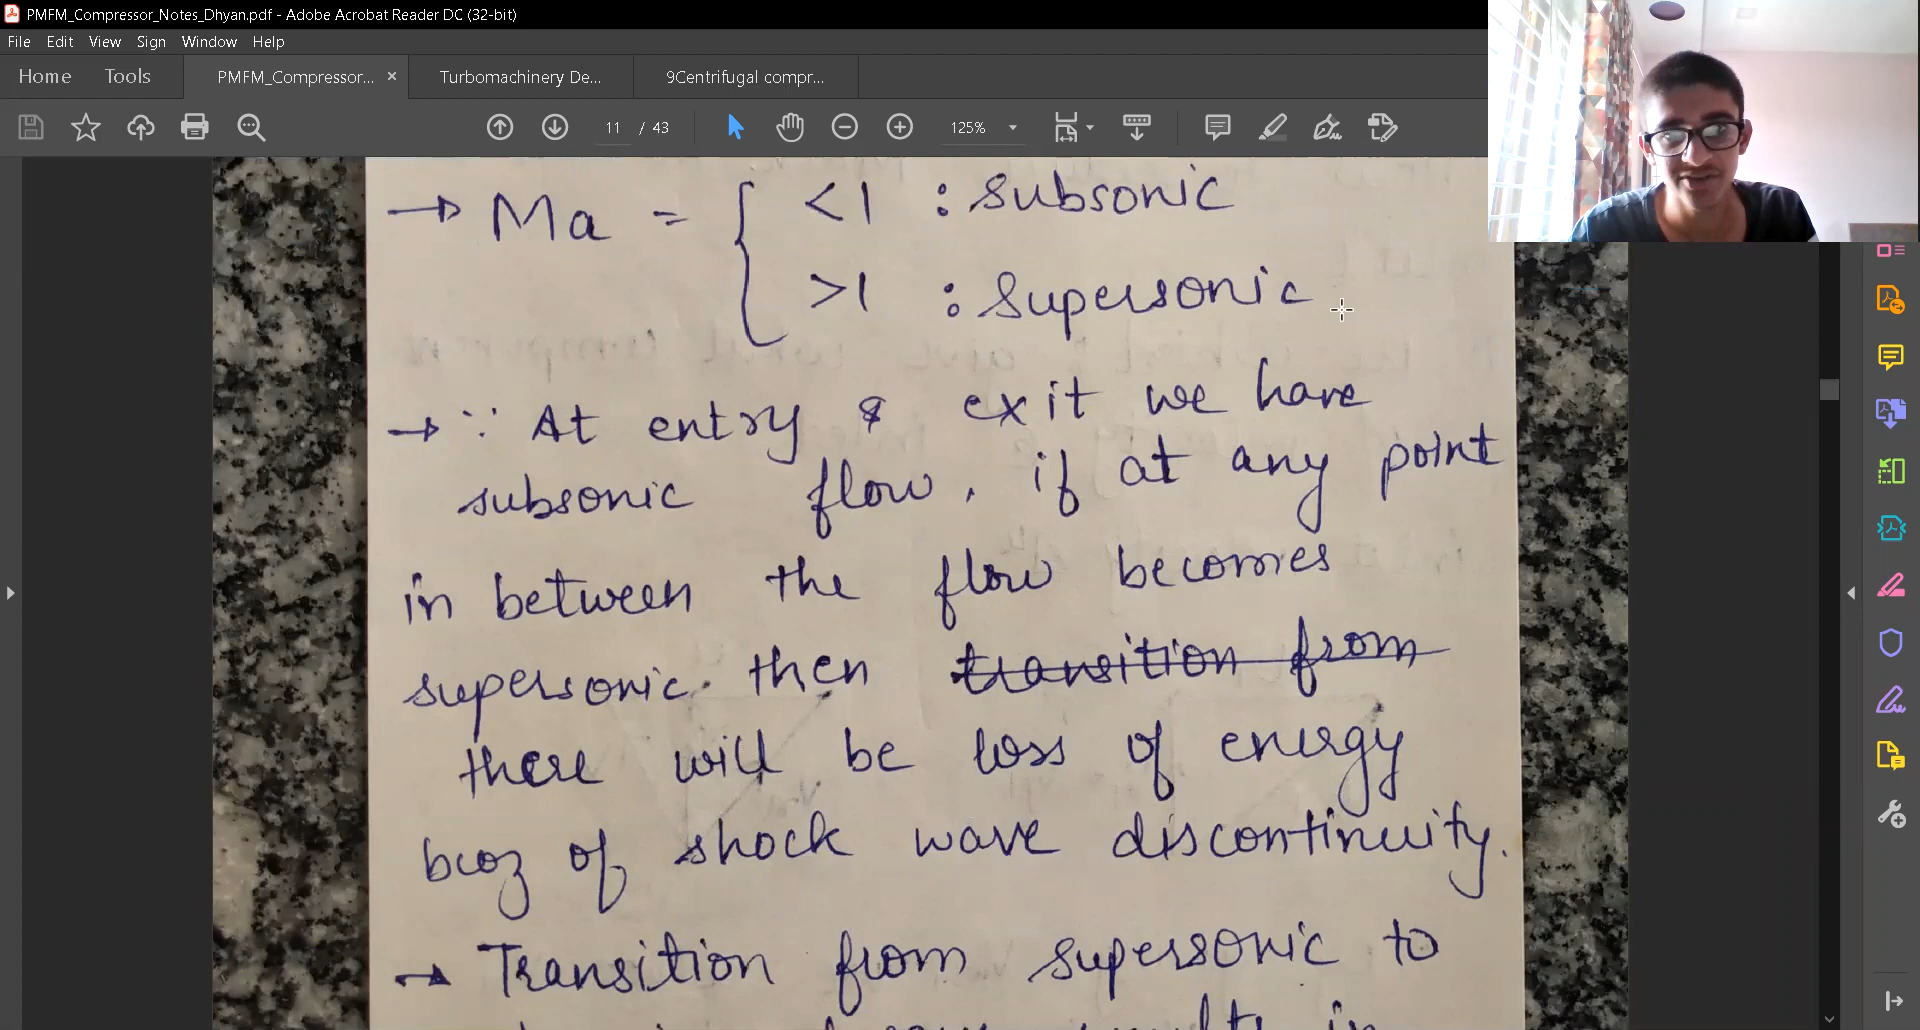 PMFM_Compressor_Notes_Dhyan.pdf - Adobe Acrobat Reader DC (32-bit)
File Edit View Sign Window Help
Home Tools PMFM_Compressor... × Turbomachinery De... 9Centrifugal compr...
11 / 43 125%
→ Ma = { <1 : subsonic
>1 : supersonic
→ ∵ At entry & exit we have
subsonic flow, if at any point
in between the flow becomes
supersonic then transition from
there will be loss of energy
bcoz of shock wave discontinuity.
→ Transition from supersonic to